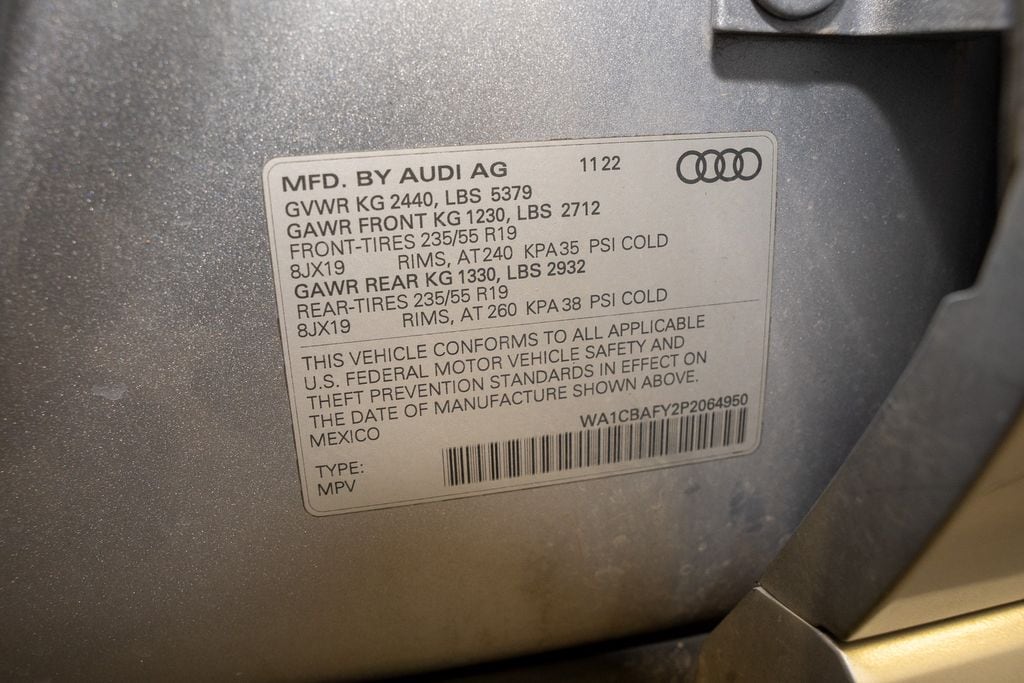 MFD. BY AUDI AG 11 22
GVWR KG 2440, LBS 5379
GAWR FRONT KG 1230, LBS 2712
FRONT-TIRES 235/55 R19
8JX19 RIMS, AT 240 KPA 35 PSI COLD
GAWR REAR KG 1330, LBS 2932
REAR-TIRES 235/55 R19
8JX19 RIMS, AT 260 KPA 38 PSI COLD
THIS VEHICLE CONFORMS TO ALL APPLICABLE
U.S. FEDERAL MOTOR VEHICLE SAFETY AND
THEFT PREVENTION STANDARDS IN EFFECT ON
THE DATE OF MANUFACTURE SHOWN ABOVE.
MEXICO
WA1CBAFY2P2064950
TYPE:
MPV